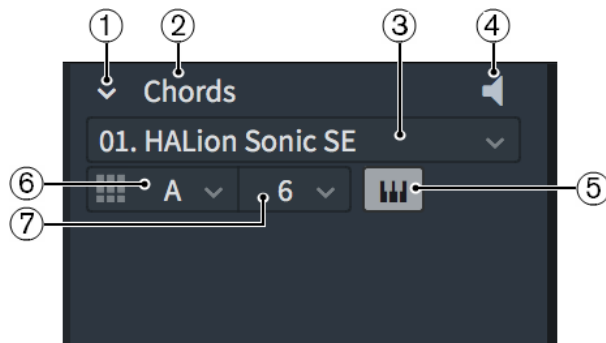 ① ② ③ ④
Chords
01. HALion Sonic SE
⑥ A 6 ⑤
⑦